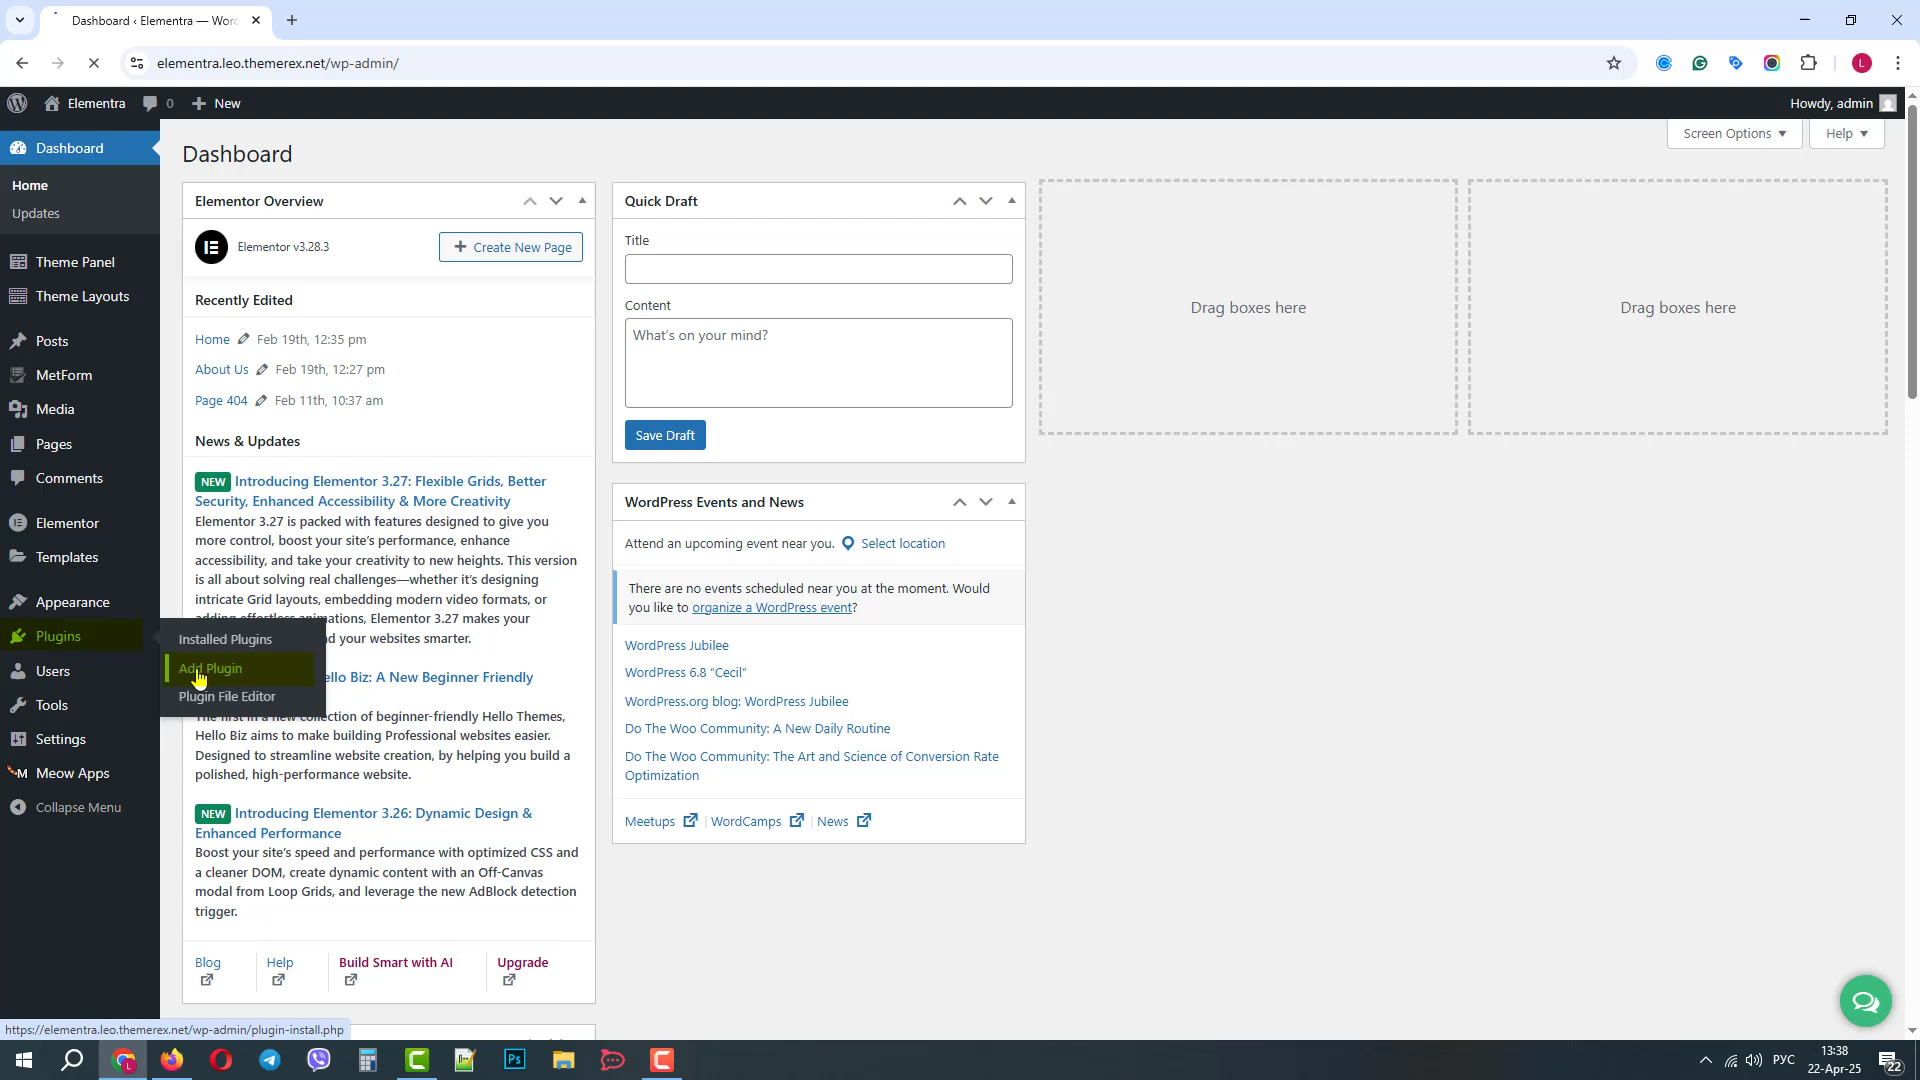 Dashboard ‹ Elementra — Wor
elementra.leo.themerex.net/wp-admin/
Elementra
0
New
Howdy, admin
Screen Options
Help
Dashboard
Home
Updates
Theme Panel
Theme Layouts
Posts
MetForm
Media
Pages
Comments
Elementor
Templates
Appearance
Plugins
Users
Tools
Settings
Meow Apps
Collapse Menu
Installed Plugins
Add Plugin
Plugin File Editor
Dashboard
Elementor Overview
Elementor v3.28.3
Create New Page
Recently Edited
Home Feb 19th, 12:35 pm
About Us Feb 19th, 12:27 pm
Page 404 Feb 11th, 10:37 am
News & Updates
NEW Introducing Elementor 3.27: Flexible Grids, Better
Security, Enhanced Accessibility & More Creativity
Elementor 3.27 is packed with features designed to give you
more control, boost your site’s performance, enhance
accessibility, and take your creativity to new heights. This version
is all about solving real challenges—whether it’s designing
intricate Grid layouts, embedding modern video formats, or
adding effortless animations, Elementor 3.27 makes your
d your websites smarter.
llo Biz: A New Beginner Friendly
The first in a new collection of beginner-friendly Hello Themes,
Hello Biz aims to make building Professional websites easier.
Designed to streamline website creation, by helping you build a
polished, high-performance website.
NEW Introducing Elementor 3.26: Dynamic Design &
Enhanced Performance
Boost your site’s speed and performance with optimized CSS and
a cleaner DOM, create dynamic content with an Off-Canvas
modal from Loop Grids, and leverage the new AdBlock detection
trigger.
Blog
Help
Build Smart with AI
Upgrade
Quick Draft
Title
Content
What’s on your mind?
Save Draft
WordPress Events and News
Attend an upcoming event near you. Select location
There are no events scheduled near you at the moment. Would
you like to organize a WordPress event?
WordPress Jubilee
WordPress 6.8 “Cecil”
WordPress.org blog: WordPress Jubilee
Do The Woo Community: A New Daily Routine
Do The Woo Community: The Art and Science of Conversion Rate
Optimization
Meetups | WordCamps | News
Drag boxes here
Drag boxes here
https://elementra.leo.themerex.net/wp-admin/plugin-install.php
РУС
13:38
22-Apr-25
22